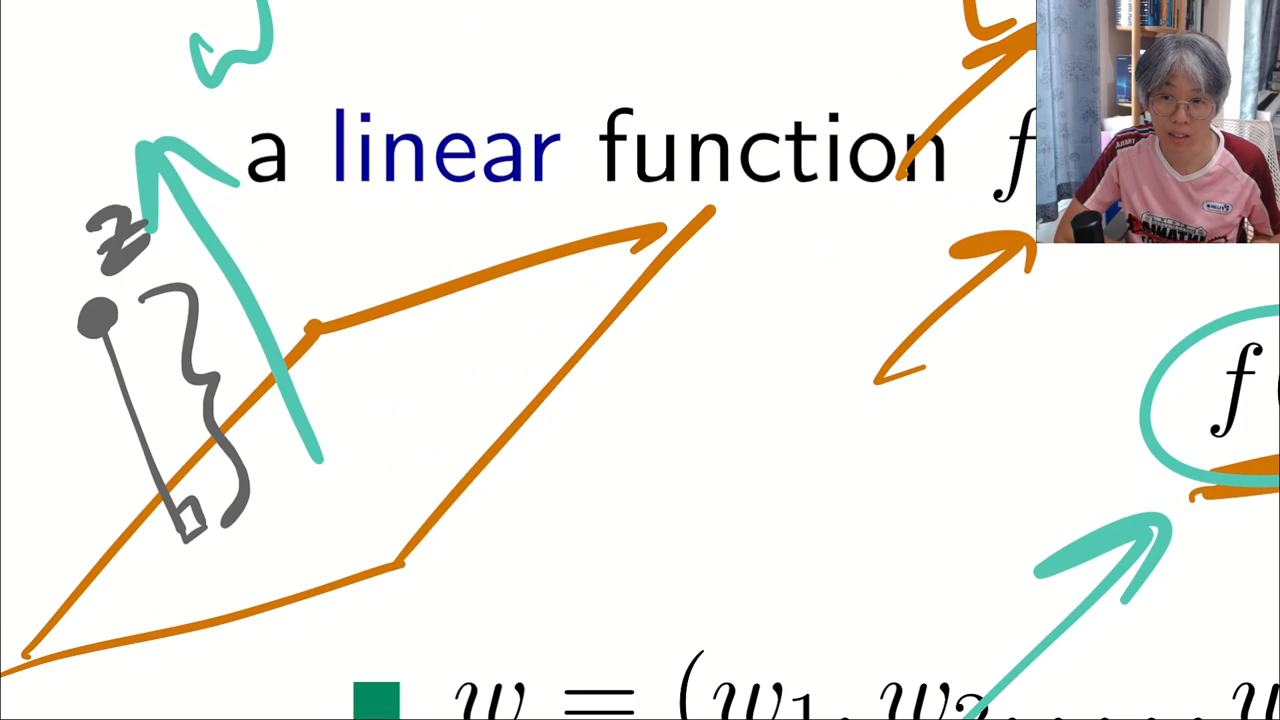 a linear function f
z
f (
w = (w₁, w₂, . . . , w